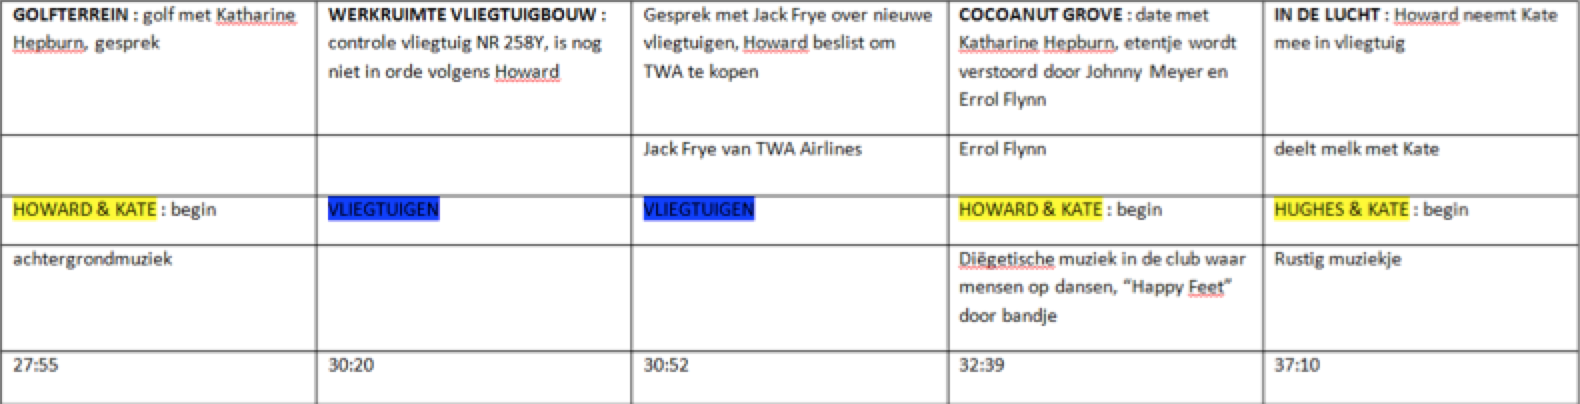 GOLFTERREIN : golf met Katharine
Hepburn, gesprek
WERKRUIMTE VLIEGTUIGBOUW :
controle vliegtuig NR 258Y, is nog
niet in orde volgens Howard
Gesprek met Jack Frye over nieuwe
vliegtuigen, Howard beslist om
TWA te kopen
COCOANUT GROVE : date met
Katharine Hepburn, etentje wordt
verstoord door Johnny Meyer en
Errol Flynn
IN DE LUCHT : Howard neemt Kate
mee in vliegtuig
Jack Frye van TWA Airlines
Errol Flynn
deelt melk met Kate
HOWARD & KATE : begin
VLIEGTUIGEN
VLIEGTUIGEN
HOWARD & KATE : begin
HUGHES & KATE : begin
achtergrondmuziek
Diëgetische muziek in de club waar
mensen op dansen, “Happy Feet”
door bandje
Rustig muziekje
27:55
30:20
30:52
32:39
37:10